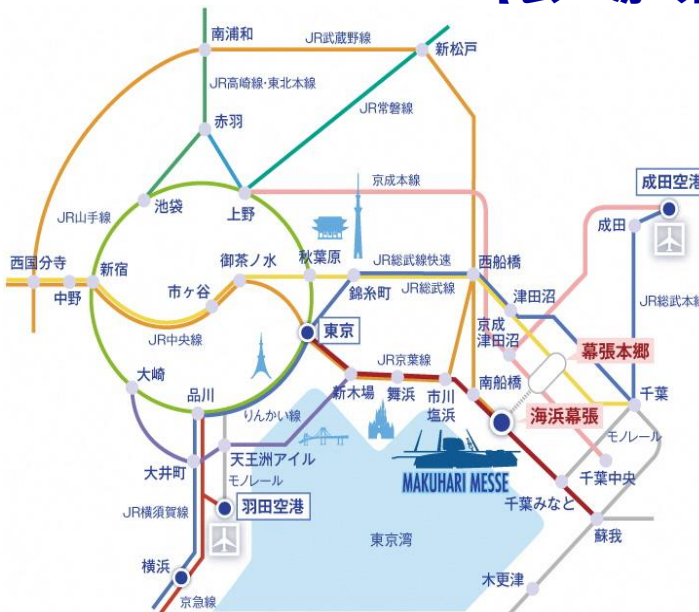 南浦和
JR武蔵野線
新松戸
JR高崎線・東北本線
JR常磐線
赤羽
京成本線
成田空港
池袋
上野
成田
JR山手線
秋葉原
御茶ノ水
JR総武線快速
西船橋
西国分寺
新宿
JR総武線
津田沼
JR総武本線
中野
市ヶ谷
錦糸町
東京
京成
津田沼
幕張本郷
JR中央線
JR京葉線
大崎
品川
新木場
舞浜
市川
塩浜
南船橋
千葉
りんかい線
海浜幕張
モノレール
天王洲アイル
大井町
モノレール
MAKUHARI MESSE
千葉中央
千葉みなと
JR横須賀線
羽田空港
東京湾
蘇我
横浜
木更津
京急線